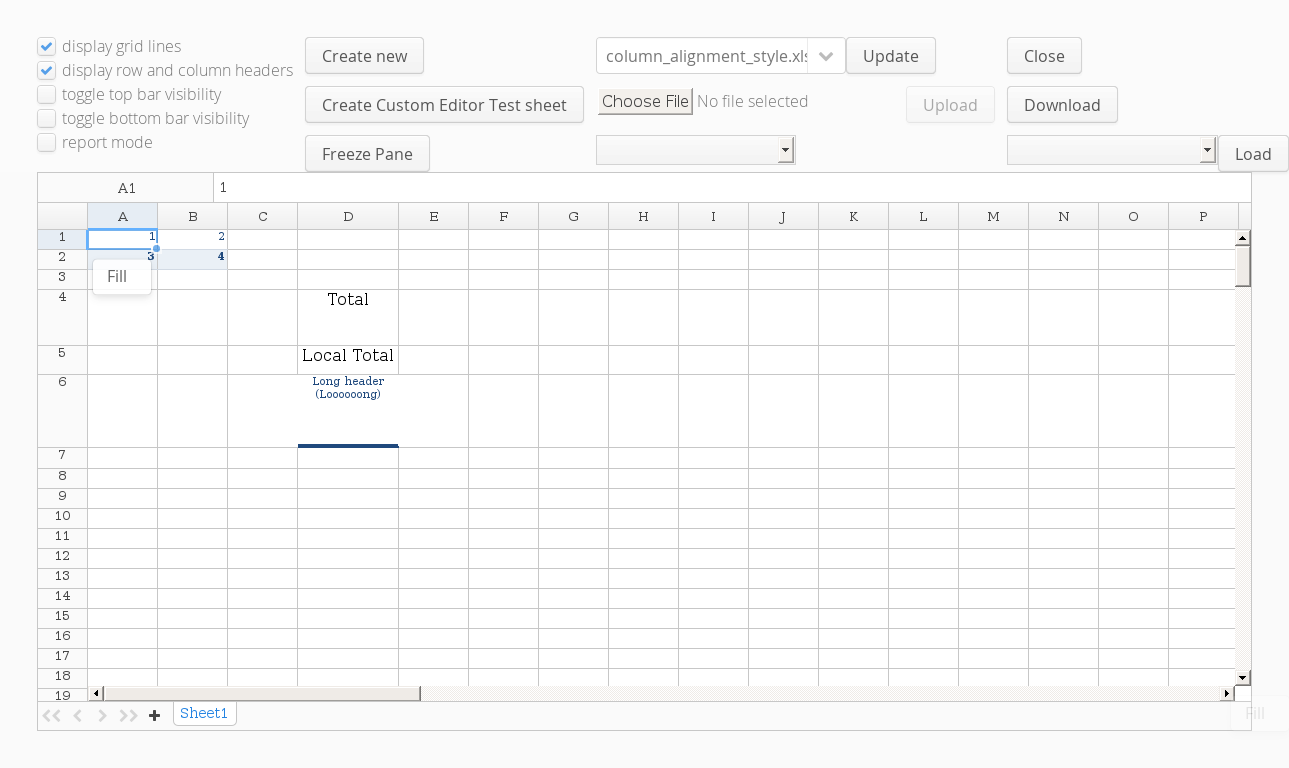 display grid lines
display row and column headers
toggle top bar visibility
toggle bottom bar visibility
report mode
Create new
Create Custom Editor Test sheet
Freeze Pane
column_alignment_style.xls
Update
Choose File No file selected
Upload
Close
Download
Load
A1 1
A B C D E F G H I J K L M N O P
1 1 2
2 3 4
3
Fill
4 Total
5 Local Total
6 Long header
(Loooooong)
7
8
9
10
11
12
13
14
15
16
17
18
19
Sheet1
Fill